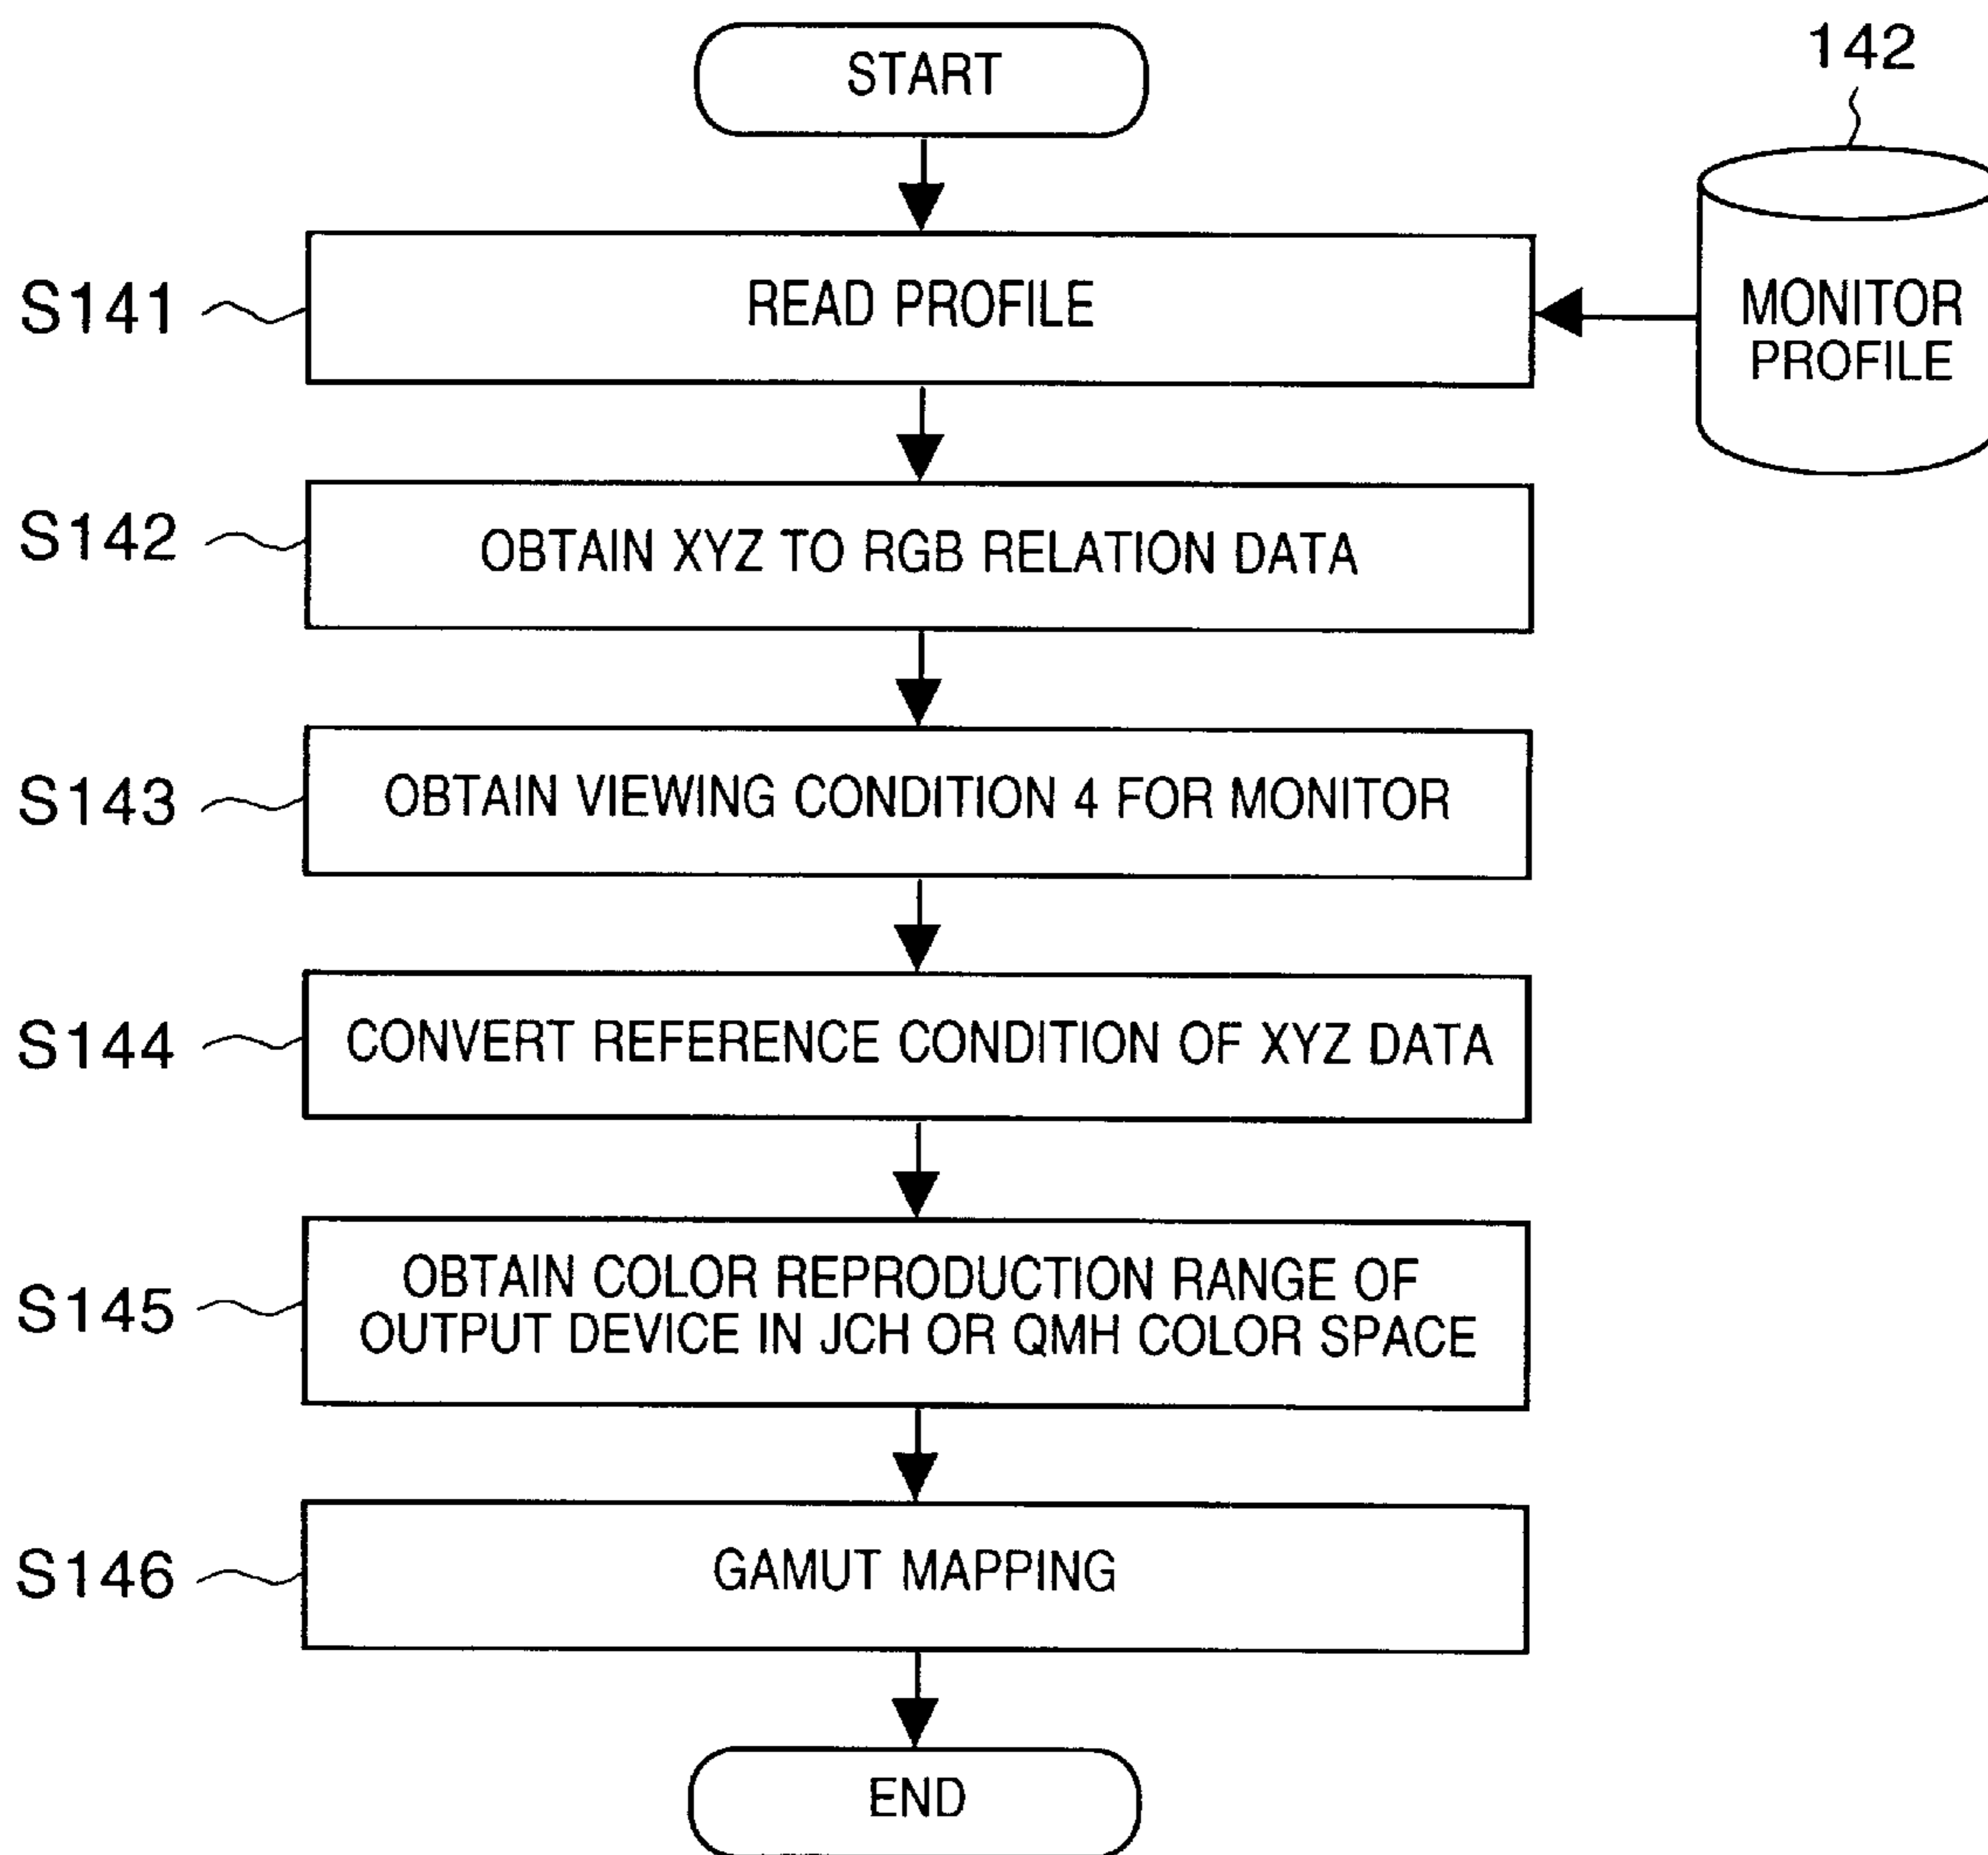 START
142
S141
READ PROFILE
MONITOR
PROFILE
S142
OBTAIN XYZ TO RGB RELATION DATA
S143
OBTAIN VIEWING CONDITION 4 FOR MONITOR
S144
CONVERT REFERENCE CONDITION OF XYZ DATA
S145
OBTAIN COLOR REPRODUCTION RANGE OF
OUTPUT DEVICE IN JCH OR QMH COLOR SPACE
S146
GAMUT MAPPING
END